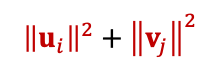 ‖u_i‖² + ‖v_j‖²